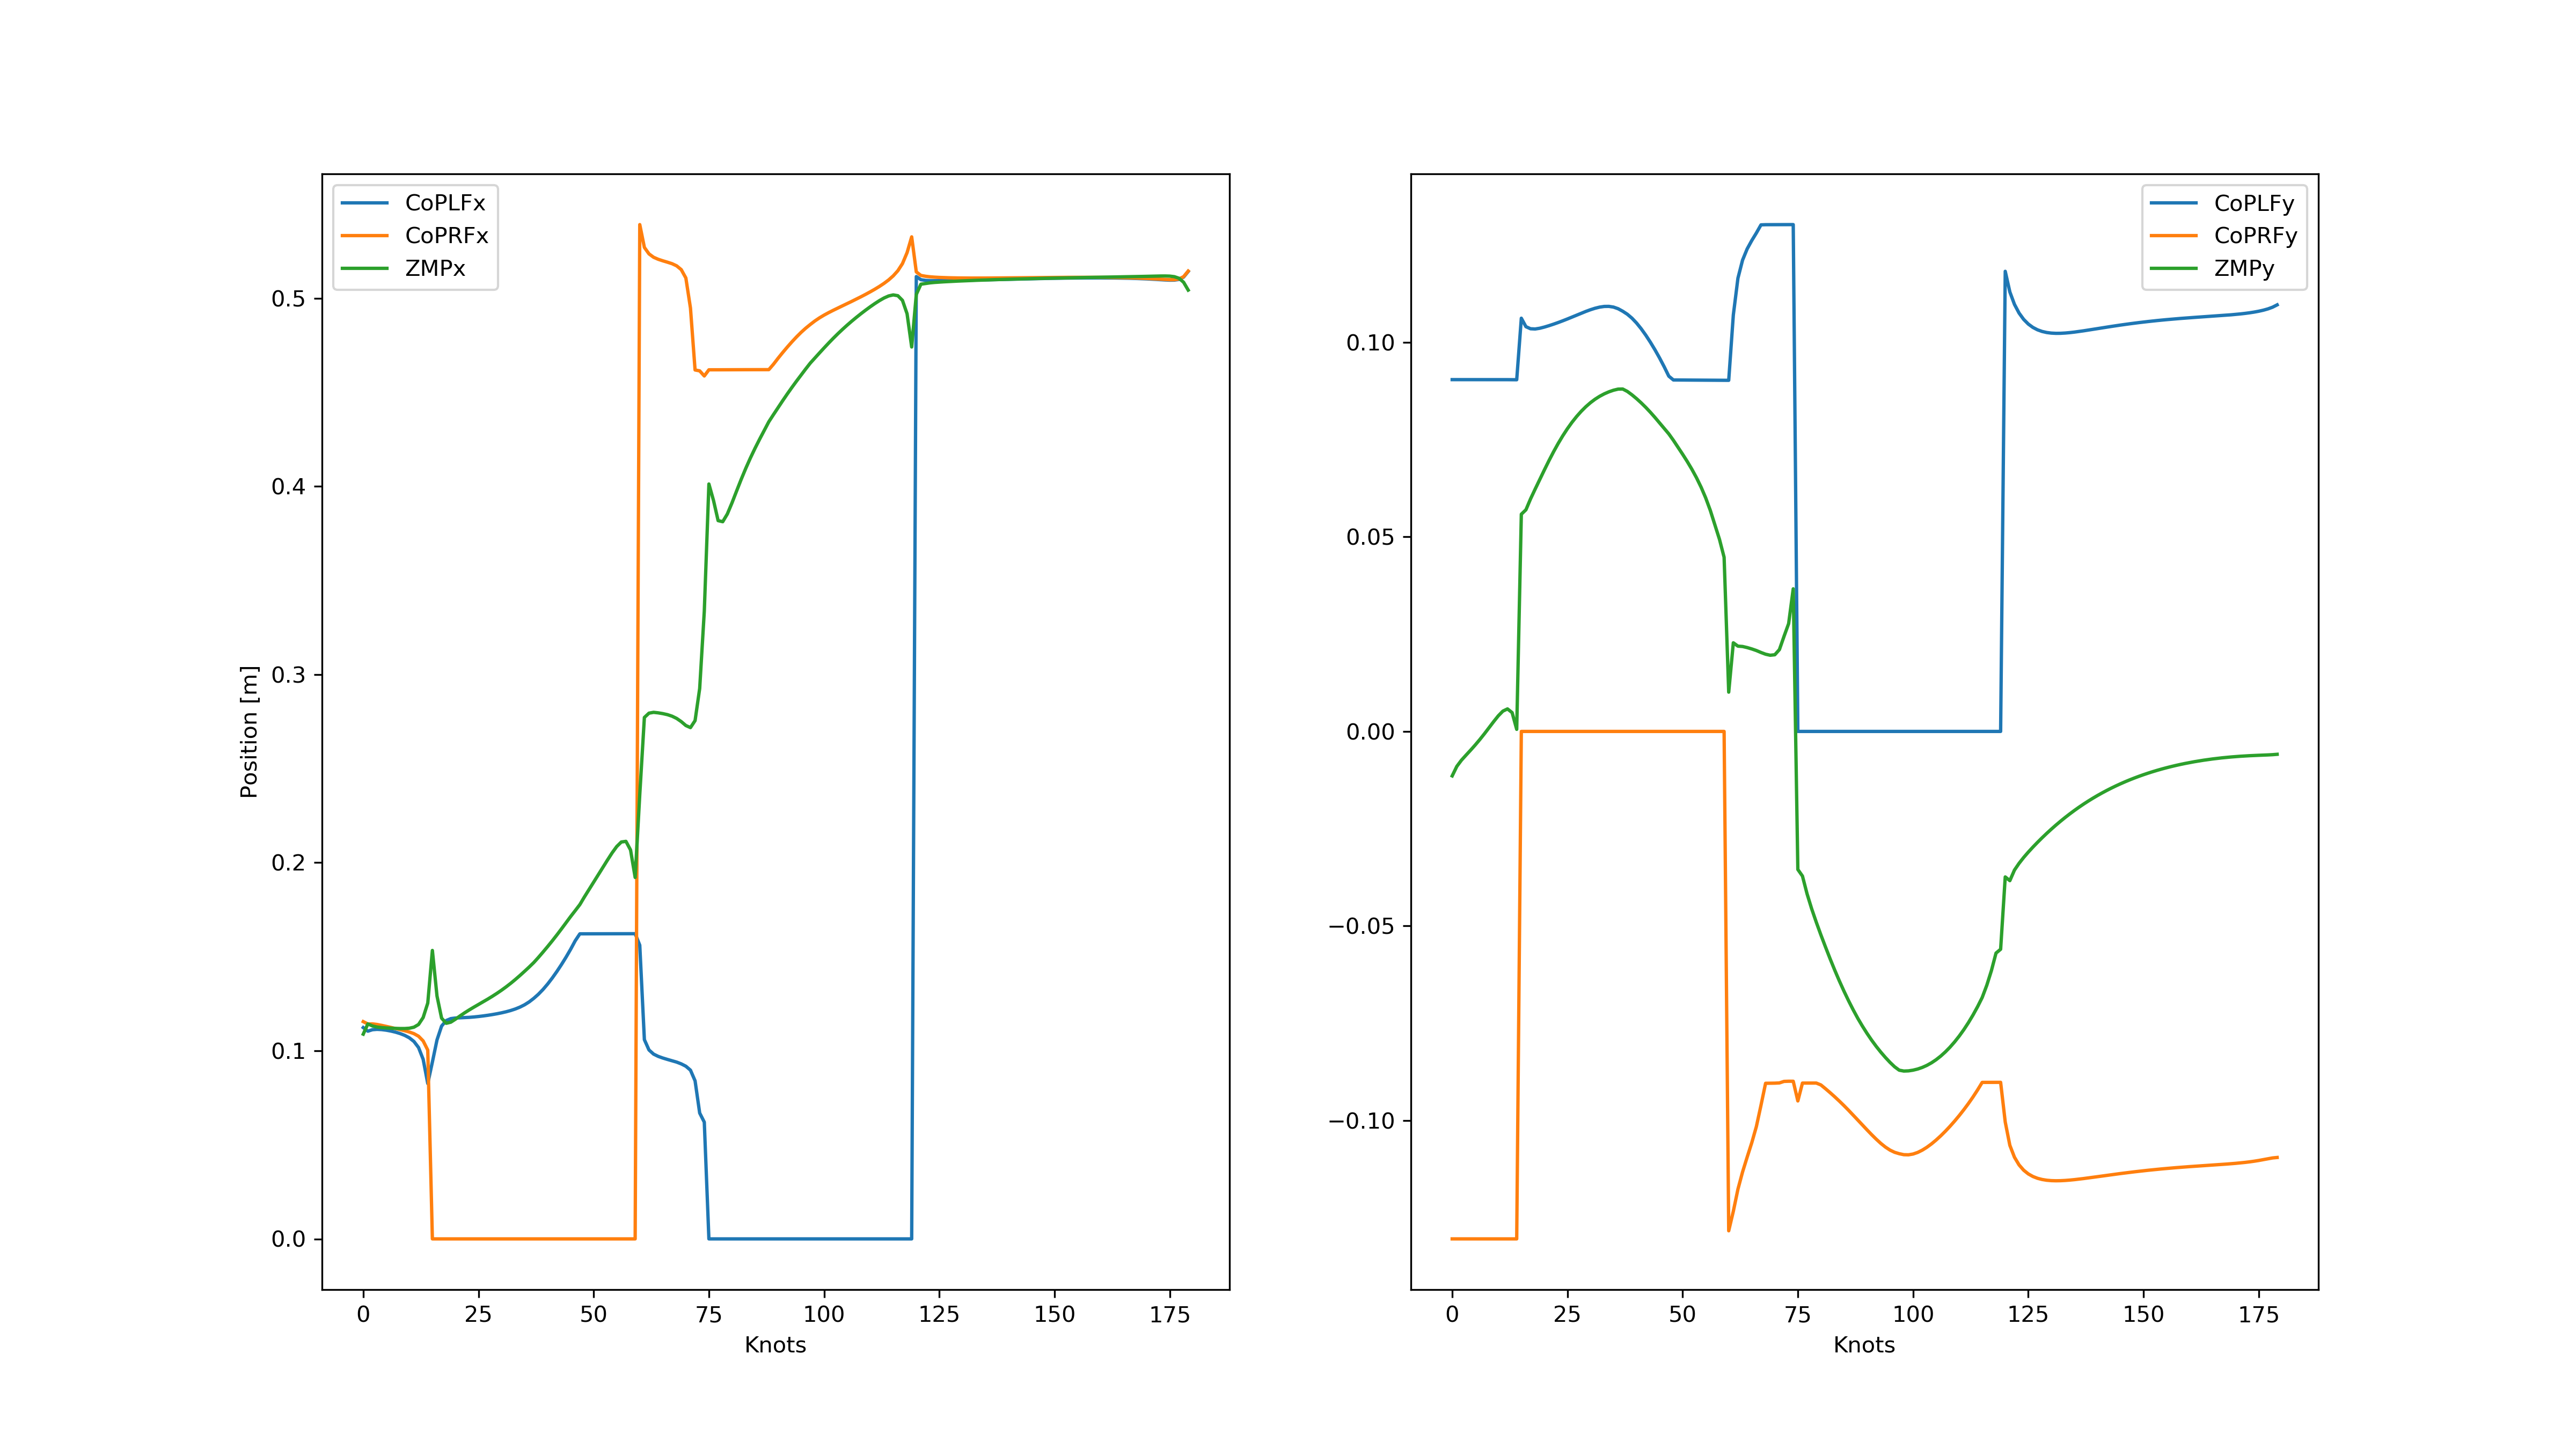 CoPLFx
CoPRFx
ZMPx
Position [m]
0.5
0.4
0.3
0.2
0.1
0.0
0 25 50 75 100 125 150 175
Knots
CoPLFy
CoPRFy
ZMPy
0.10
0.05
0.00
−0.05
−0.10
0 25 50 75 100 125 150 175
Knots